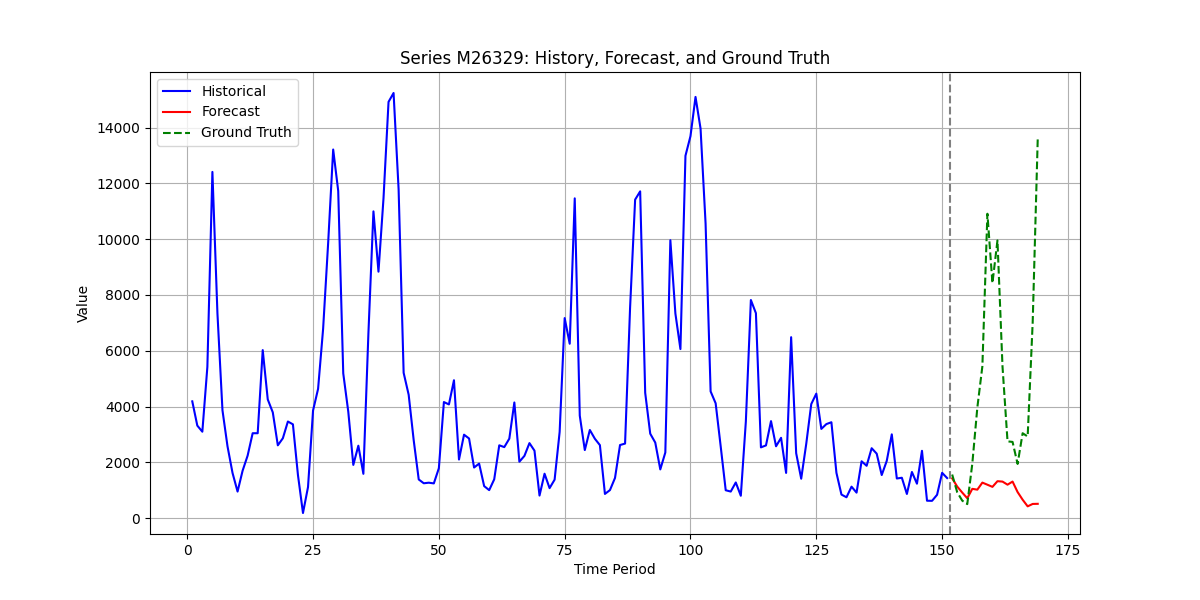 Series M26329: History, Forecast, and Ground Truth
Historical
Forecast
Ground Truth
14000
12000
10000
8000
6000
4000
2000
0
Value
0 25 50 75 100 125 150 175
Time Period